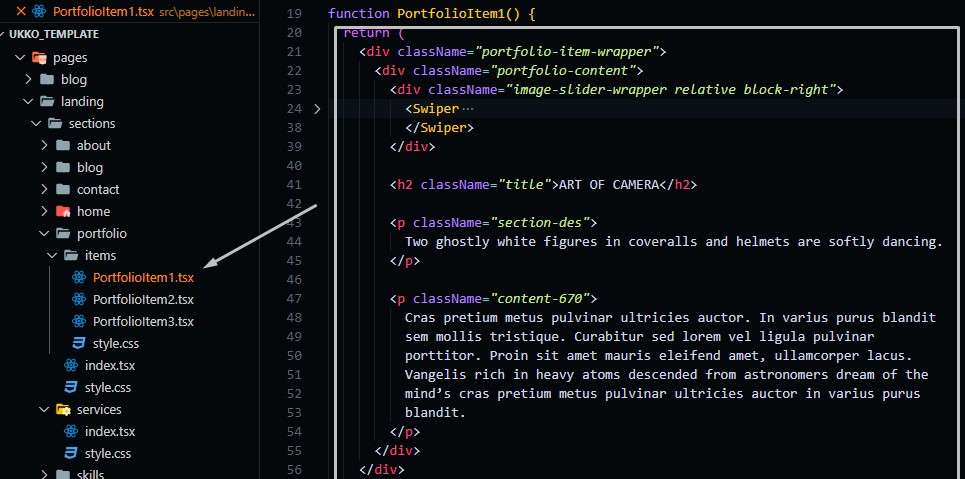 PortfolioItem1.tsx src\pages\landin...
UKKO_TEMPLATE
pages
blog
landing
sections
about
blog
contact
home
portfolio
items
PortfolioItem1.tsx
PortfolioItem2.tsx
PortfolioItem3.tsx
style.css
index.tsx
style.css
services
index.tsx
style.css
skills
19 function PortfolioItem1() {
20 return (
21 <div className="portfolio-item-wrapper">
22 <div className="portfolio-content">
23 <div className="image-slider-wrapper relative block-right">
24 <Swiper ···
38 </Swiper>
39 </div>
40
41 <h2 className="title">ART OF CAMERA</h2>
42
43 <p className="section-des">
44 Two ghostly white figures in coveralls and helmets are softly dancing.
45 </p>
46
47 <p className="content-670">
48 Cras pretium metus pulvinar ultricies auctor. In varius purus blandit
49 sem mollis tristique. Curabitur sed lorem vel ligula pulvinar
50 porttitor. Proin sit amet mauris eleifend amet, ullamcorper lacus.
51 Vangelis rich in heavy atoms descended from astronomers dream of the
52 mind’s cras pretium metus pulvinar ultricies auctor in varius purus
53 blandit.
54 </p>
55 </div>
56 </div>